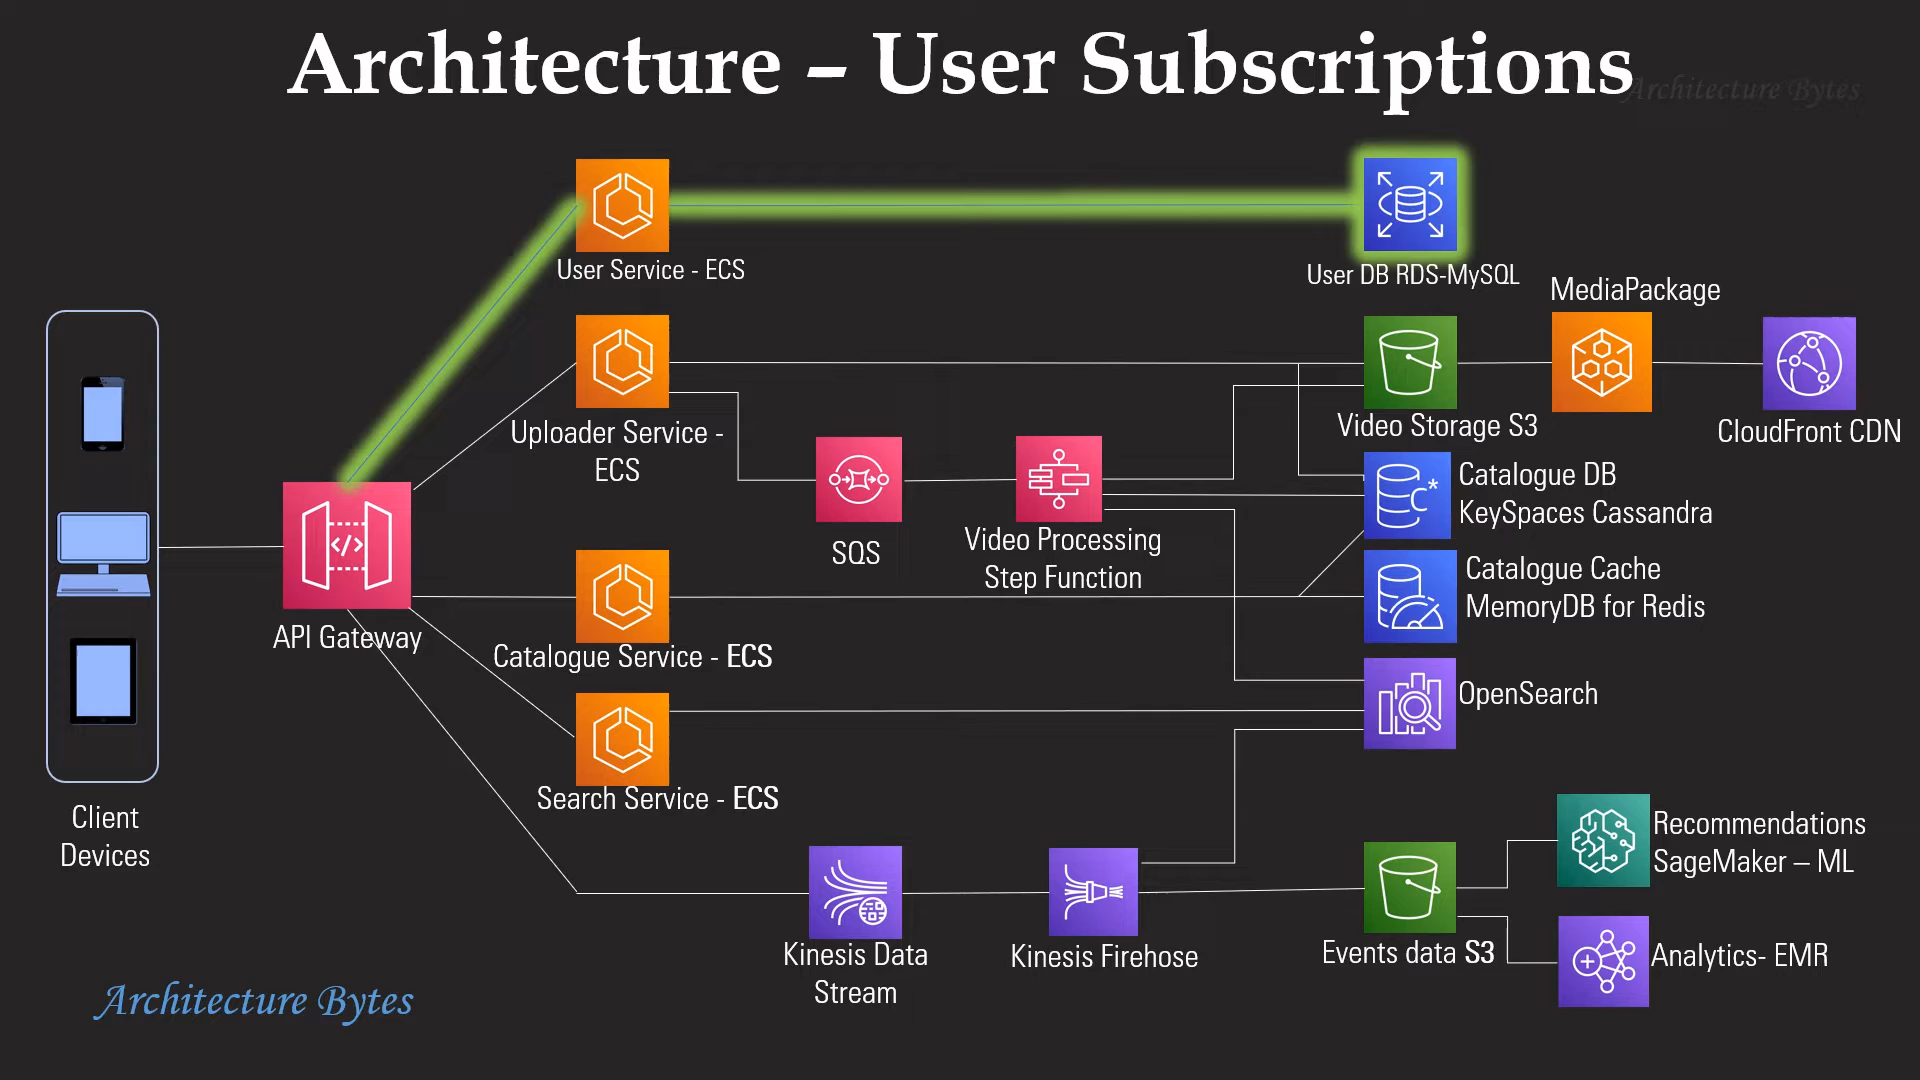 Architecture – User Subscriptions
Architecture Bytes
User Service - ECS
User DB RDS-MySQL
MediaPackage
Uploader Service -
ECS
Video Storage S3
CloudFront CDN
SQS
Video Processing
Step Function
Catalogue DB
KeySpaces Cassandra
C*
Catalogue Cache
MemoryDB for Redis
</>
API Gateway
Catalogue Service - ECS
OpenSearch
Search Service - ECS
Client
Devices
Recommendations
SageMaker – ML
Kinesis Data
Stream
Kinesis Firehose
Events data S3
Analytics- EMR
Architecture Bytes